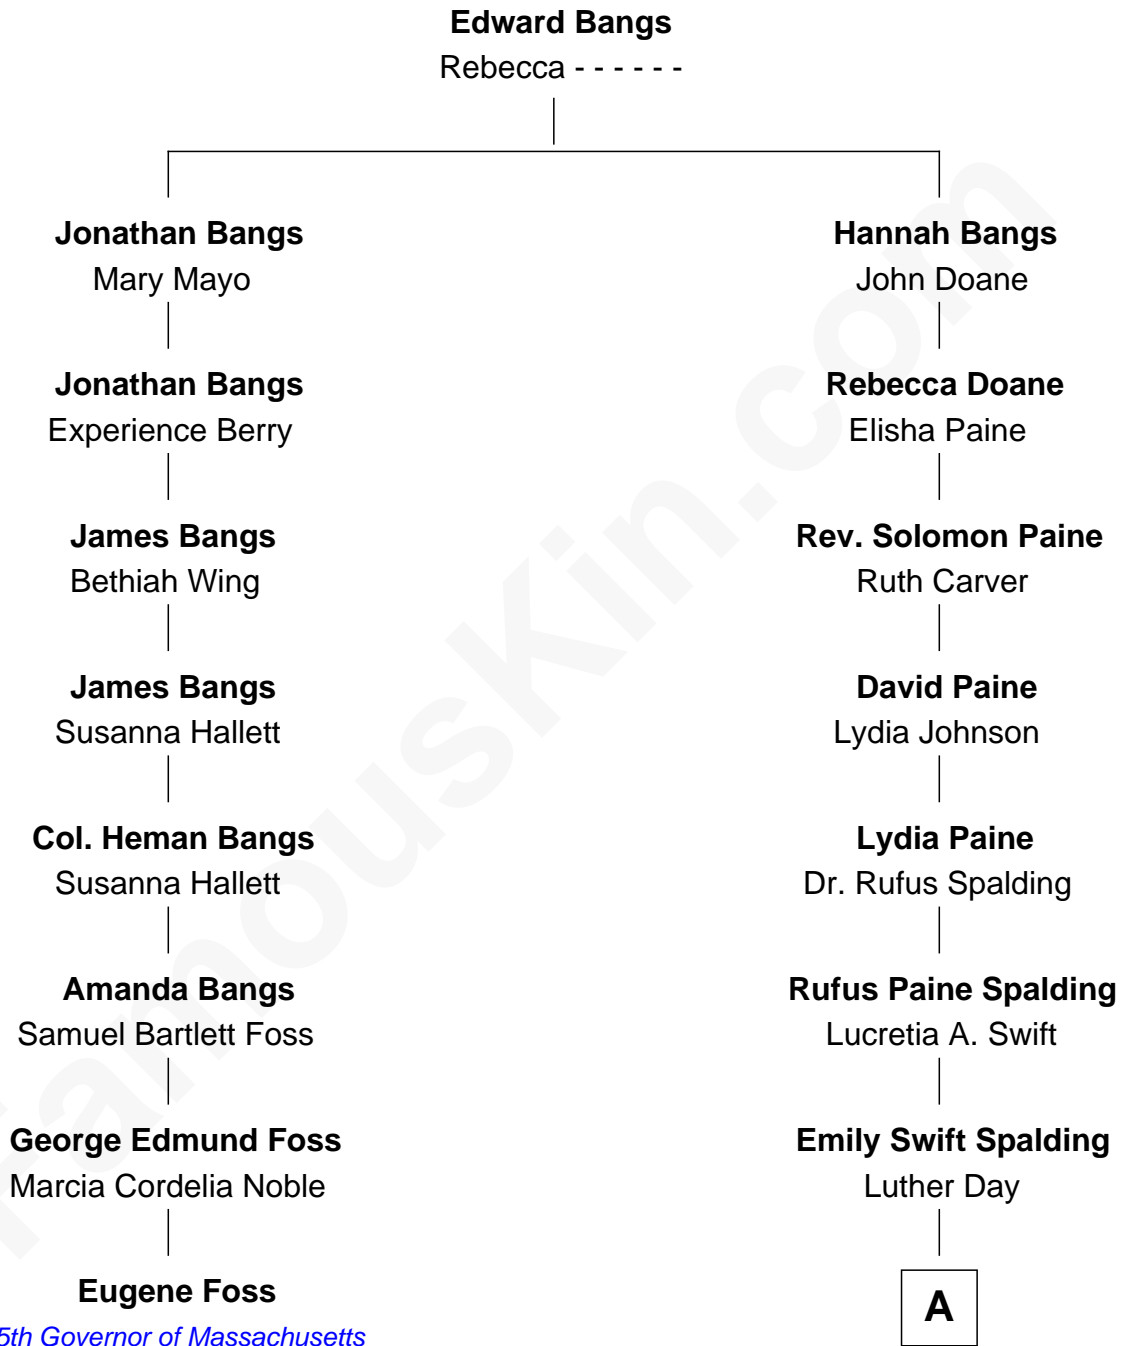 Edward Bangs
Rebecca - - - - - -
Jonathan Bangs
Mary Mayo
Hannah Bangs
John Doane
Jonathan Bangs
Experience Berry
Rebecca Doane
Elisha Paine
James Bangs
Bethiah Wing
Rev. Solomon Paine
Ruth Carver
James Bangs
Susanna Hallett
David Paine
Lydia Johnson
Col. Heman Bangs
Susanna Hallett
Lydia Paine
Dr. Rufus Spalding
Amanda Bangs
Samuel Bartlett Foss
Rufus Paine Spalding
Lucretia A. Swift
George Edmund Foss
Marcia Cordelia Noble
Emily Swift Spalding
Luther Day
Eugene Foss
5th Governor of Massachusetts
A
FamousKin.com